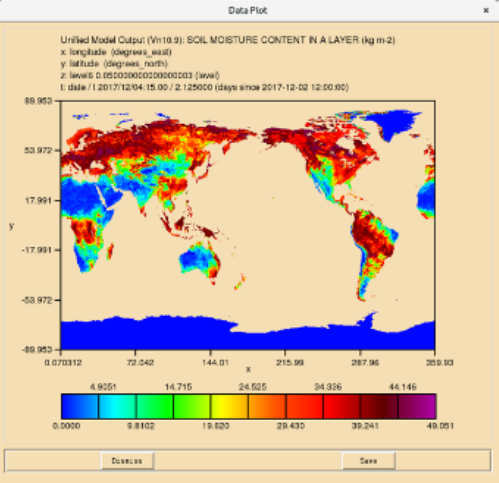 Data Plot
Unified Model Output (Vn10.9): SOIL MOISTURE CONTENT IN A LAYER (kg m-2)
x: longitude (degrees_east)
y: latitude (degrees_north)
z: level6 0.050000000000000003 (level)
t: date / t 2017/12/04:15.00 / 2.125000 (days since 2017-12-02 12:00:00)
89.953
53.972
17.991
y
-17.991
-53.972
-89.953
0.070312 72.042 144.01 215.99 287.96 359.93
x
4.9051 14.715 24.525 34.336 44.146
0.0000 9.8102 19.620 29.430 39.241 49.051
Dismiss Save